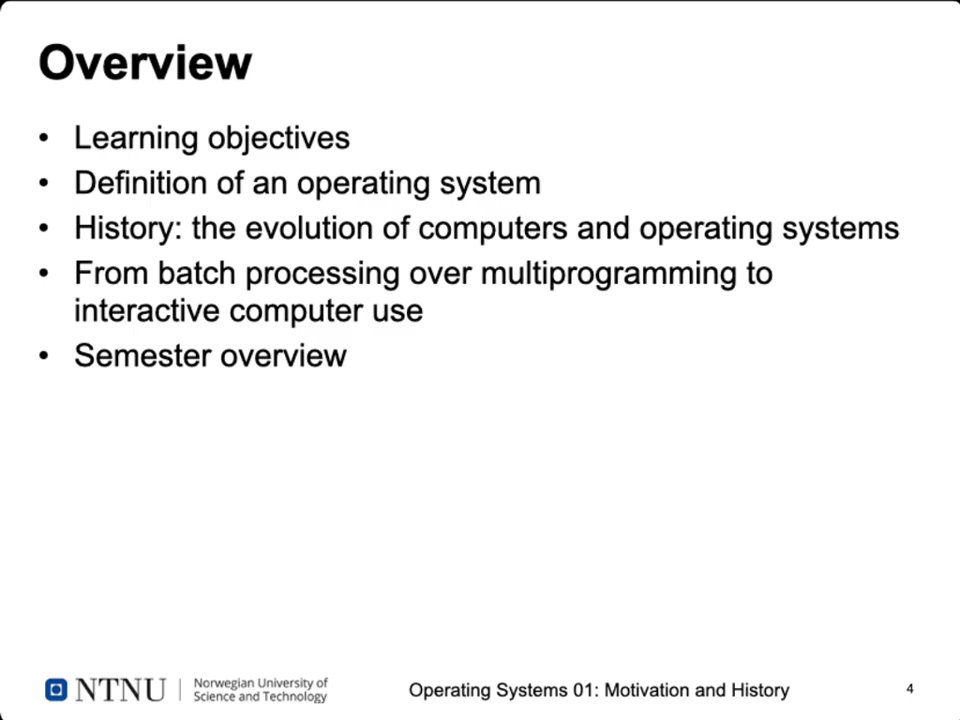 Overview
• Learning objectives
• Definition of an operating system
• History: the evolution of computers and operating systems
• From batch processing over multiprogramming to
interactive computer use
• Semester overview
NTNU
Norwegian University of
Science and Technology
Operating Systems 01: Motivation and History
4